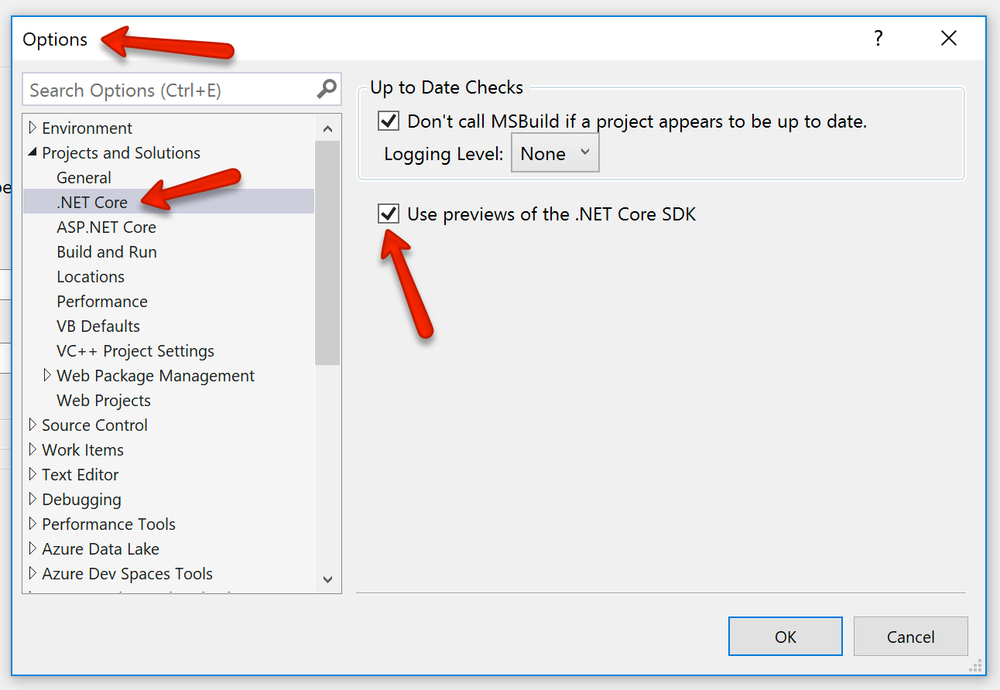 Options
?
Search Options (Ctrl+E)
Environment
Projects and Solutions
General
.NET Core
ASP.NET Core
Build and Run
Locations
Performance
VB Defaults
VC++ Project Settings
Web Package Management
Web Projects
Source Control
Work Items
Text Editor
Debugging
Performance Tools
Azure Data Lake
Azure Dev Spaces Tools
Up to Date Checks
Don't call MSBuild if a project appears to be up to date.
Logging Level: None
Use previews of the .NET Core SDK
OK
Cancel